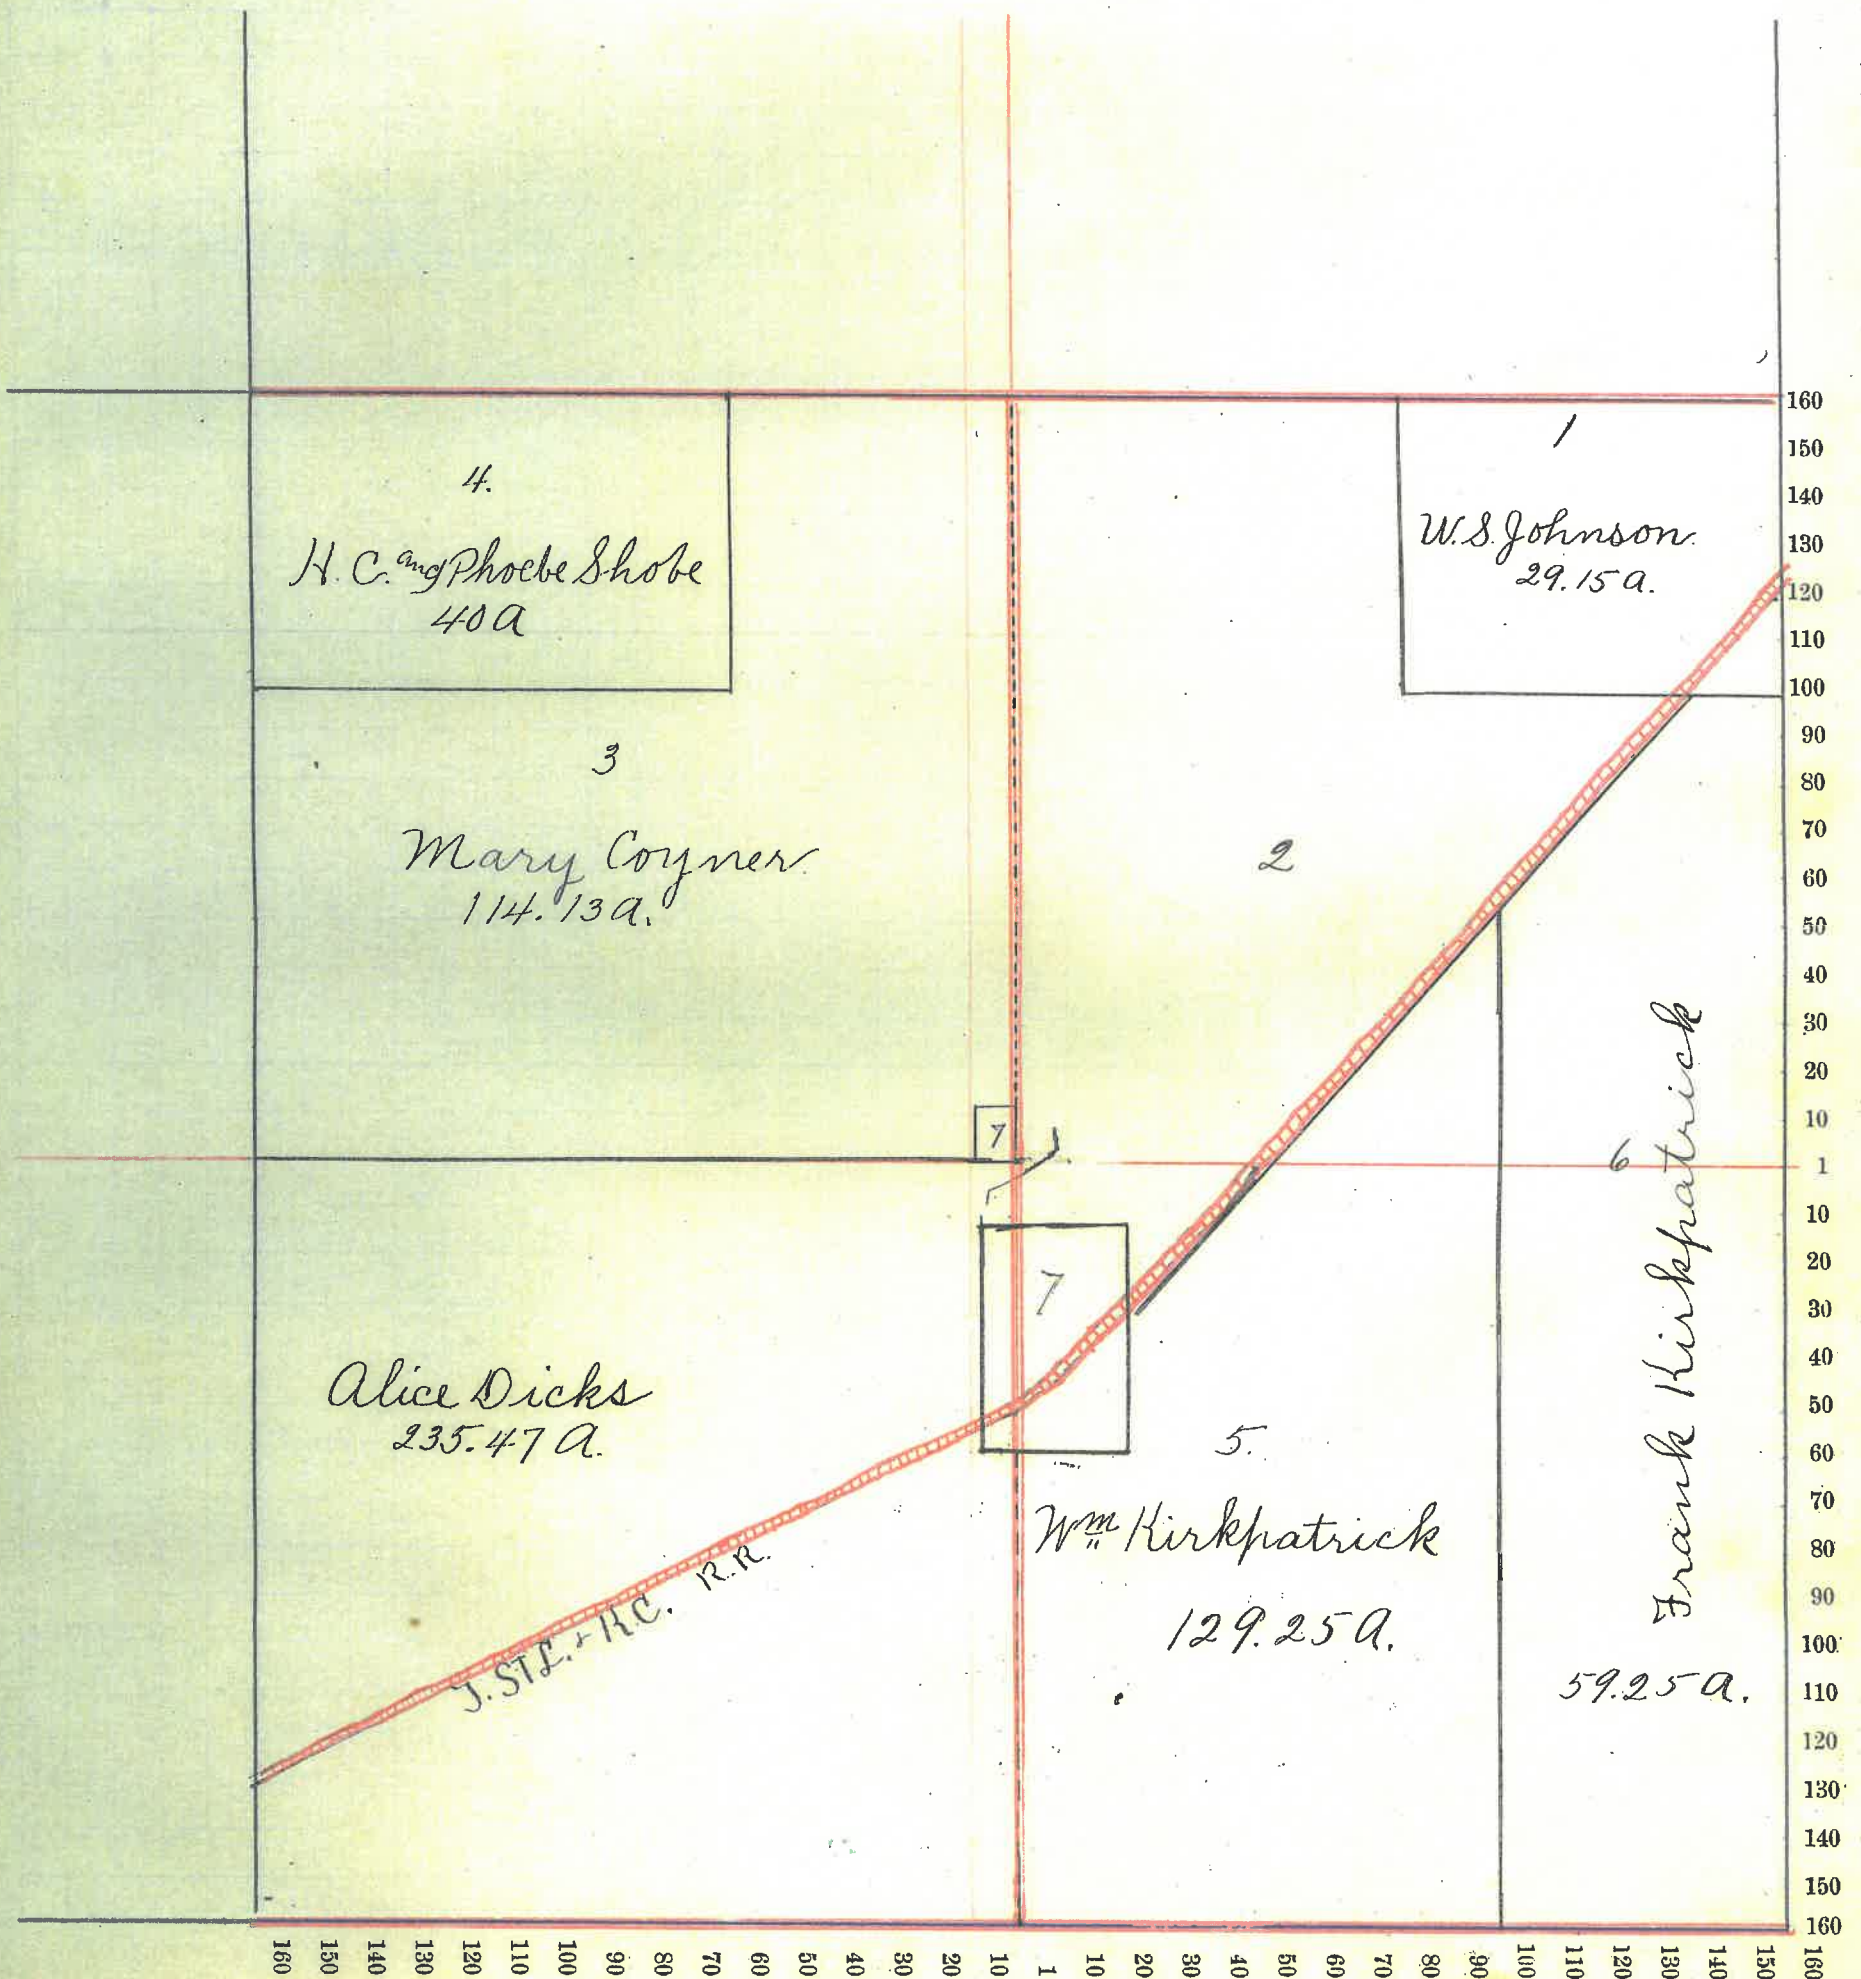 4.
H. C. and Phoebe Shobe
40 A
1
W. S. Johnson.
29.15 A.
3
Mary Coyner.
114.13 A.
2
7
6
7
Alice Dicks
235.47 A.
5.
Wm Kirkpatrick
129.25 A.
Frank Kirkpatrick
59.25 A.
T. ST L. + K.C. R.R.
160
150
140
130
120
110
100
90
80
70
60
50
40
30
20
10
1
10
20
30
40
50
60
70
80
90
100
110
120
130
140
150
160
160 150 140 130 120 110 100 90 80 70 60 50 40 30 20 10 1 10 20 30 40 50 60 70 80 90 100 110 120 130 140 150 160